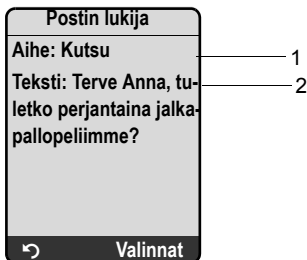 Postin lukija
Aihe: Kutsu
1
Teksti: Terve Anna, tu-
2
letko perjantaina jalka-
pallopeliimme?
Valinnat